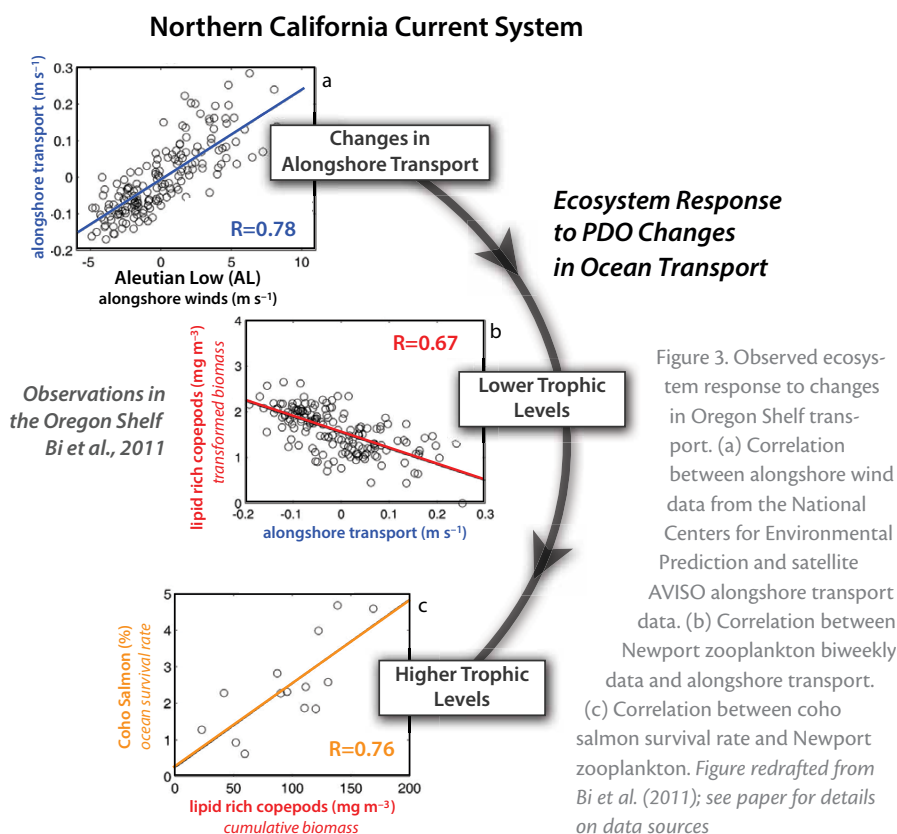 Northern California Current System
a
alongshore transport (m s⁻¹)
0.3
0.2
0.1
0
-0.1
-0.2
R=0.78
-5
0
5
10
Aleutian Low (AL)
alongshore winds (m s⁻¹)
Changes in
Alongshore Transport
Ecosystem Response
to PDO Changes
in Ocean Transport
Observations in
the Oregon Shelf
Bi et al., 2011
b
lipid rich copepods (mg m⁻³)
transformed biomass
4
3
2
1
0
R=0.67
-0.2
-0.1
0
0.1
0.2
0.3
alongshore transport (m s⁻¹)
Lower Trophic
Levels
c
Coho Salmon (%)
ocean survival rate
5
4
3
2
1
0
R=0.76
0
50
100
150
200
lipid rich copepods (mg m⁻³)
cumulative biomass
Higher Trophic
Levels
Figure 3. Observed ecosys-
tem response to changes
in Oregon Shelf trans-
port. (a) Correlation
between alongshore wind
data from the National
Centers for Environmental
Prediction and satellite
AVISO alongshore transport
data. (b) Correlation between
Newport zooplankton biweekly
data and alongshore transport.
(c) Correlation between coho
salmon survival rate and Newport
zooplankton. Figure redrafted from
Bi et al. (2011); see paper for details
on data sources